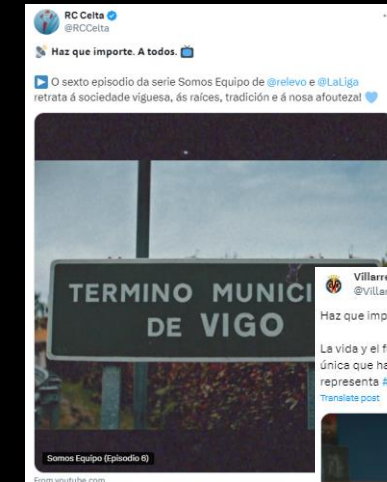 RC Celta
@RCCelta
Haz que importe. A todos.
O sexto episodio da serie Somos Equipo de @relevo e @LaLiga
retrata á sociedade viguesa, ás raíces, tradición e á nosa afouteza!
TERMINO MUNICI
DE VIGO
Somos Equipo (Episodio 6)
From youtube.com
Villarre
@Villar
Haz que imp
La vida y el f
única que ha
representa #
Translate post